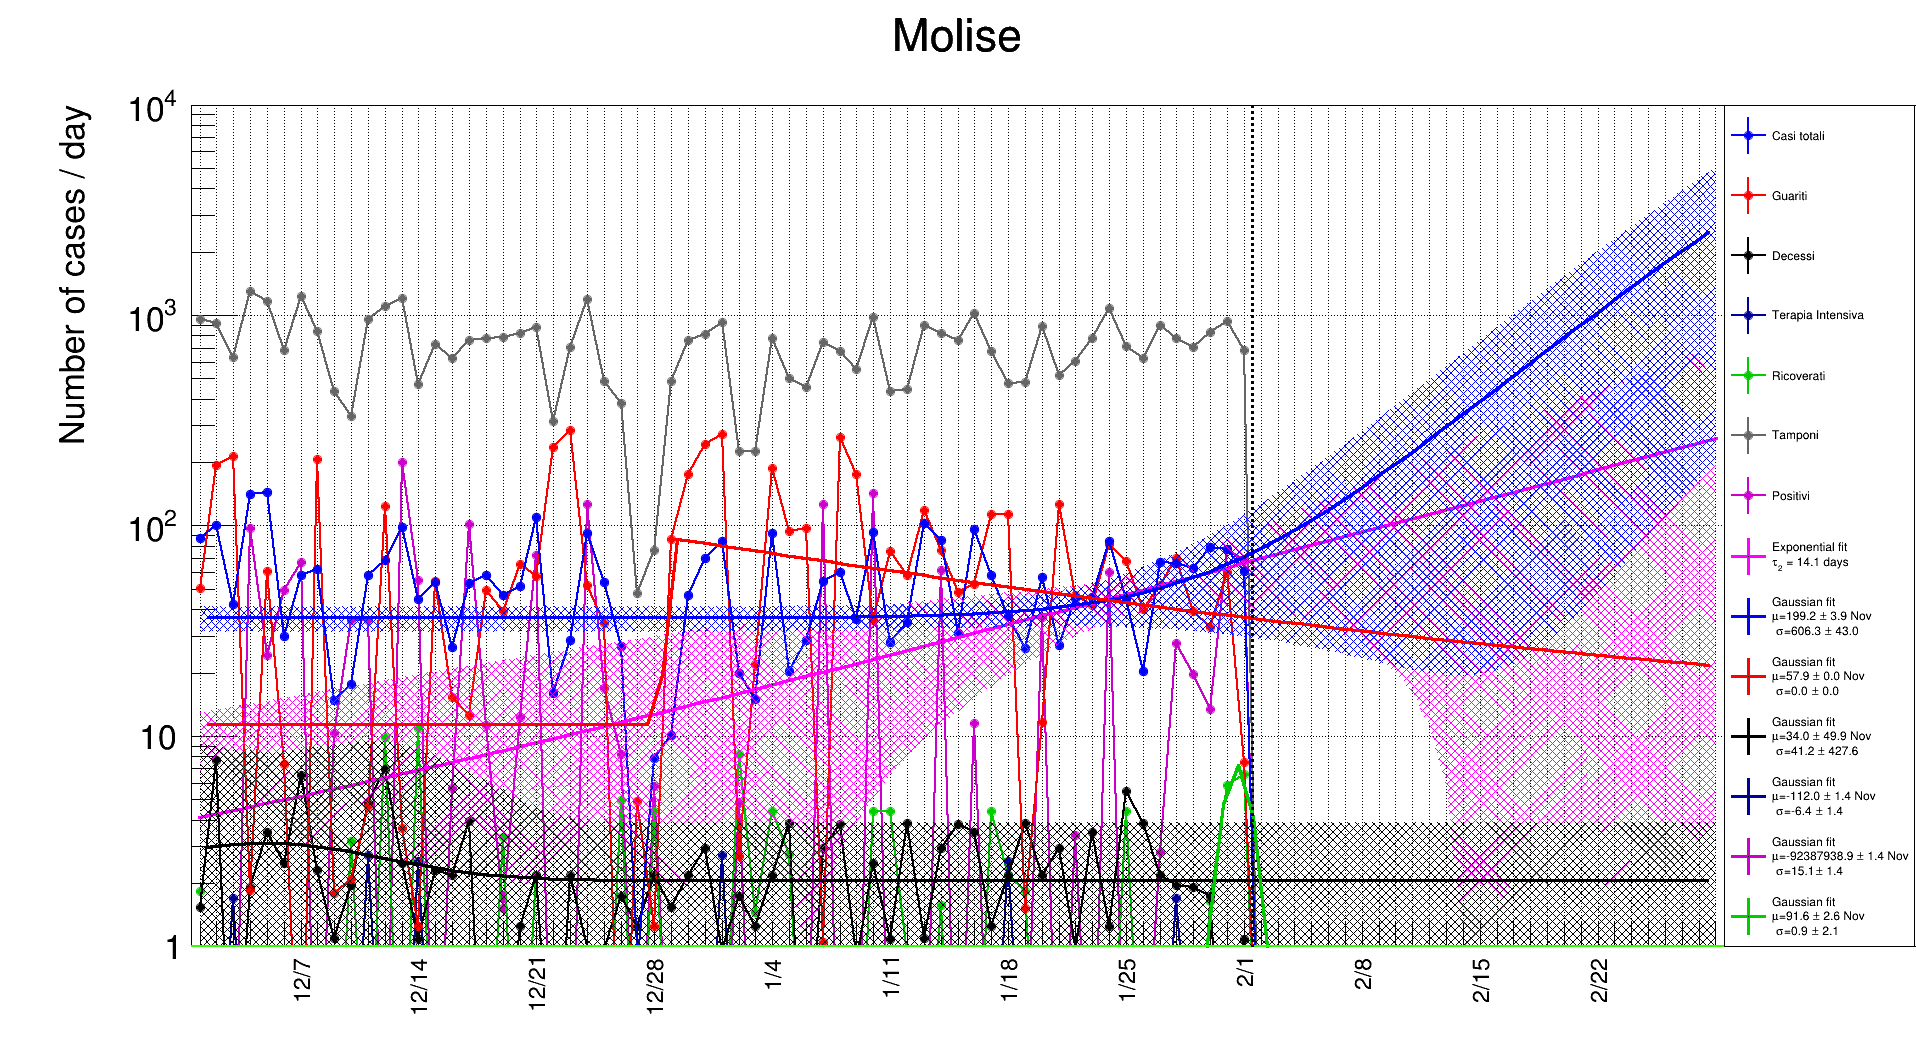 Molise
Number of cases / day
10^4
10^3
10^2
10
1
12/7
12/14
12/21
12/28
1/4
1/11
1/18
1/25
2/1
2/8
2/15
2/22
Casi totali
Guariti
Decessi
Terapia Intensiva
Ricoverati
Tamponi
Positivi
Exponential fit
τ2 = 14.1 days
Gaussian fit
μ=199.2 ± 3.9 Nov
σ=606.3 ± 43.0
Gaussian fit
μ=57.9 ± 0.0 Nov
σ=0.0 ± 0.0
Gaussian fit
μ=34.0 ± 49.9 Nov
σ=41.2 ± 427.6
Gaussian fit
μ=-112.0 ± 1.4 Nov
σ=-6.4 ± 1.4
Gaussian fit
μ=-92387938.9 ± 1.4 Nov
σ=15.1± 1.4
Gaussian fit
μ=91.6 ± 2.6 Nov
σ=0.9 ± 2.1